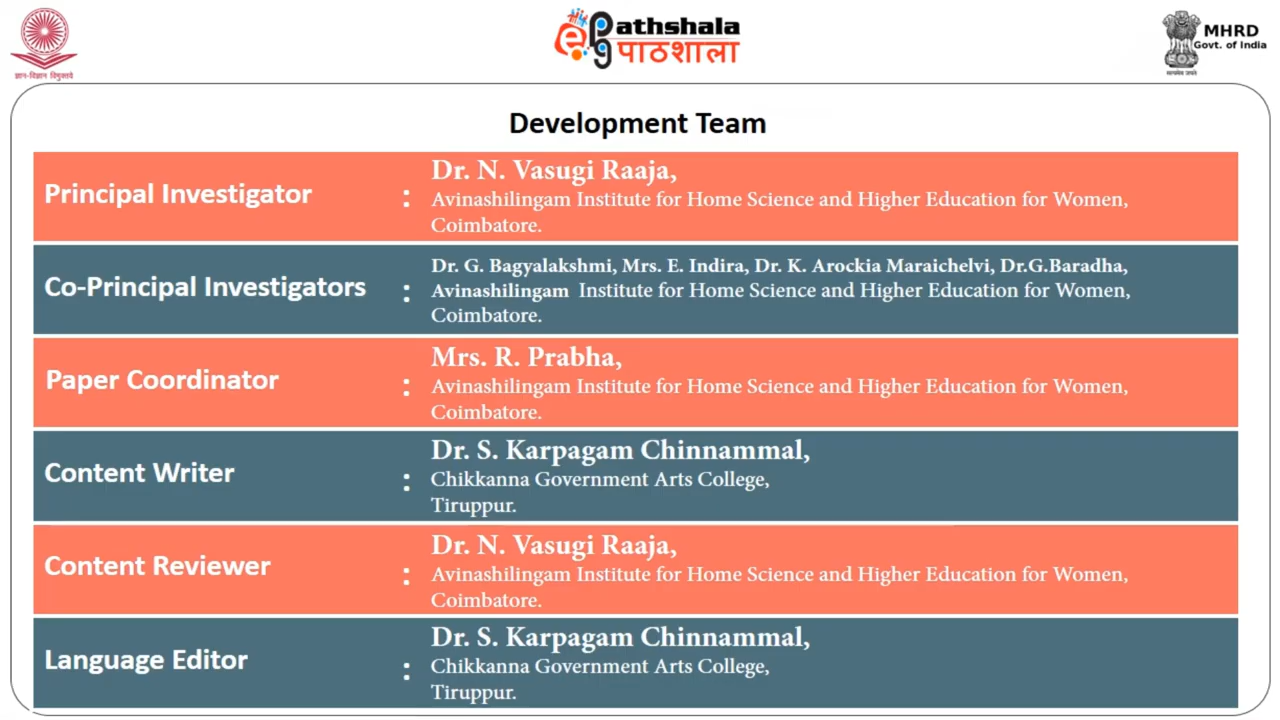 ज्ञान-विज्ञान विमुक्तये
ePG Pathshala
पाठशाला
MHRD
Govt. of India
सत्यमेव जयते
Development Team
Principal Investigator : Dr. N. Vasugi Raaja,
Avinashilingam Institute for Home Science and Higher Education for Women,
Coimbatore.
Co-Principal Investigators : Dr. G. Bagyalakshmi, Mrs. E. Indira, Dr. K. Arockia Maraichelvi, Dr.G.Baradha,
Avinashilingam Institute for Home Science and Higher Education for Women,
Coimbatore.
Paper Coordinator : Mrs. R. Prabha,
Avinashilingam Institute for Home Science and Higher Education for Women,
Coimbatore.
Content Writer : Dr. S. Karpagam Chinnammal,
Chikkanna Government Arts College,
Tiruppur.
Content Reviewer : Dr. N. Vasugi Raaja,
Avinashilingam Institute for Home Science and Higher Education for Women,
Coimbatore.
Language Editor : Dr. S. Karpagam Chinnammal,
Chikkanna Government Arts College,
Tiruppur.